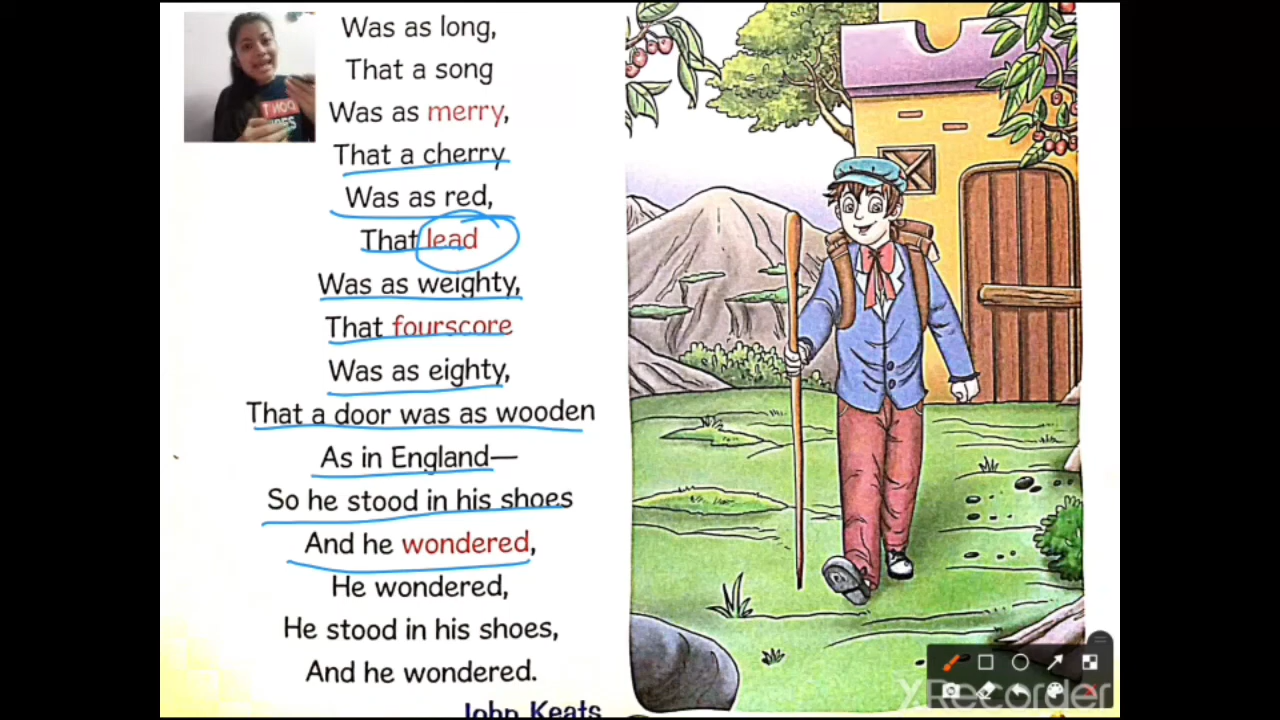 Was as long,
That a song
Was as merry,
That a cherry
Was as red,
That lead
Was as weighty,
That fourscore
Was as eighty,
That a door was as wooden
As in England—
So he stood in his shoes
And he wondered,
He wondered,
He stood in his shoes,
And he wondered.
John Keats
XRecorder